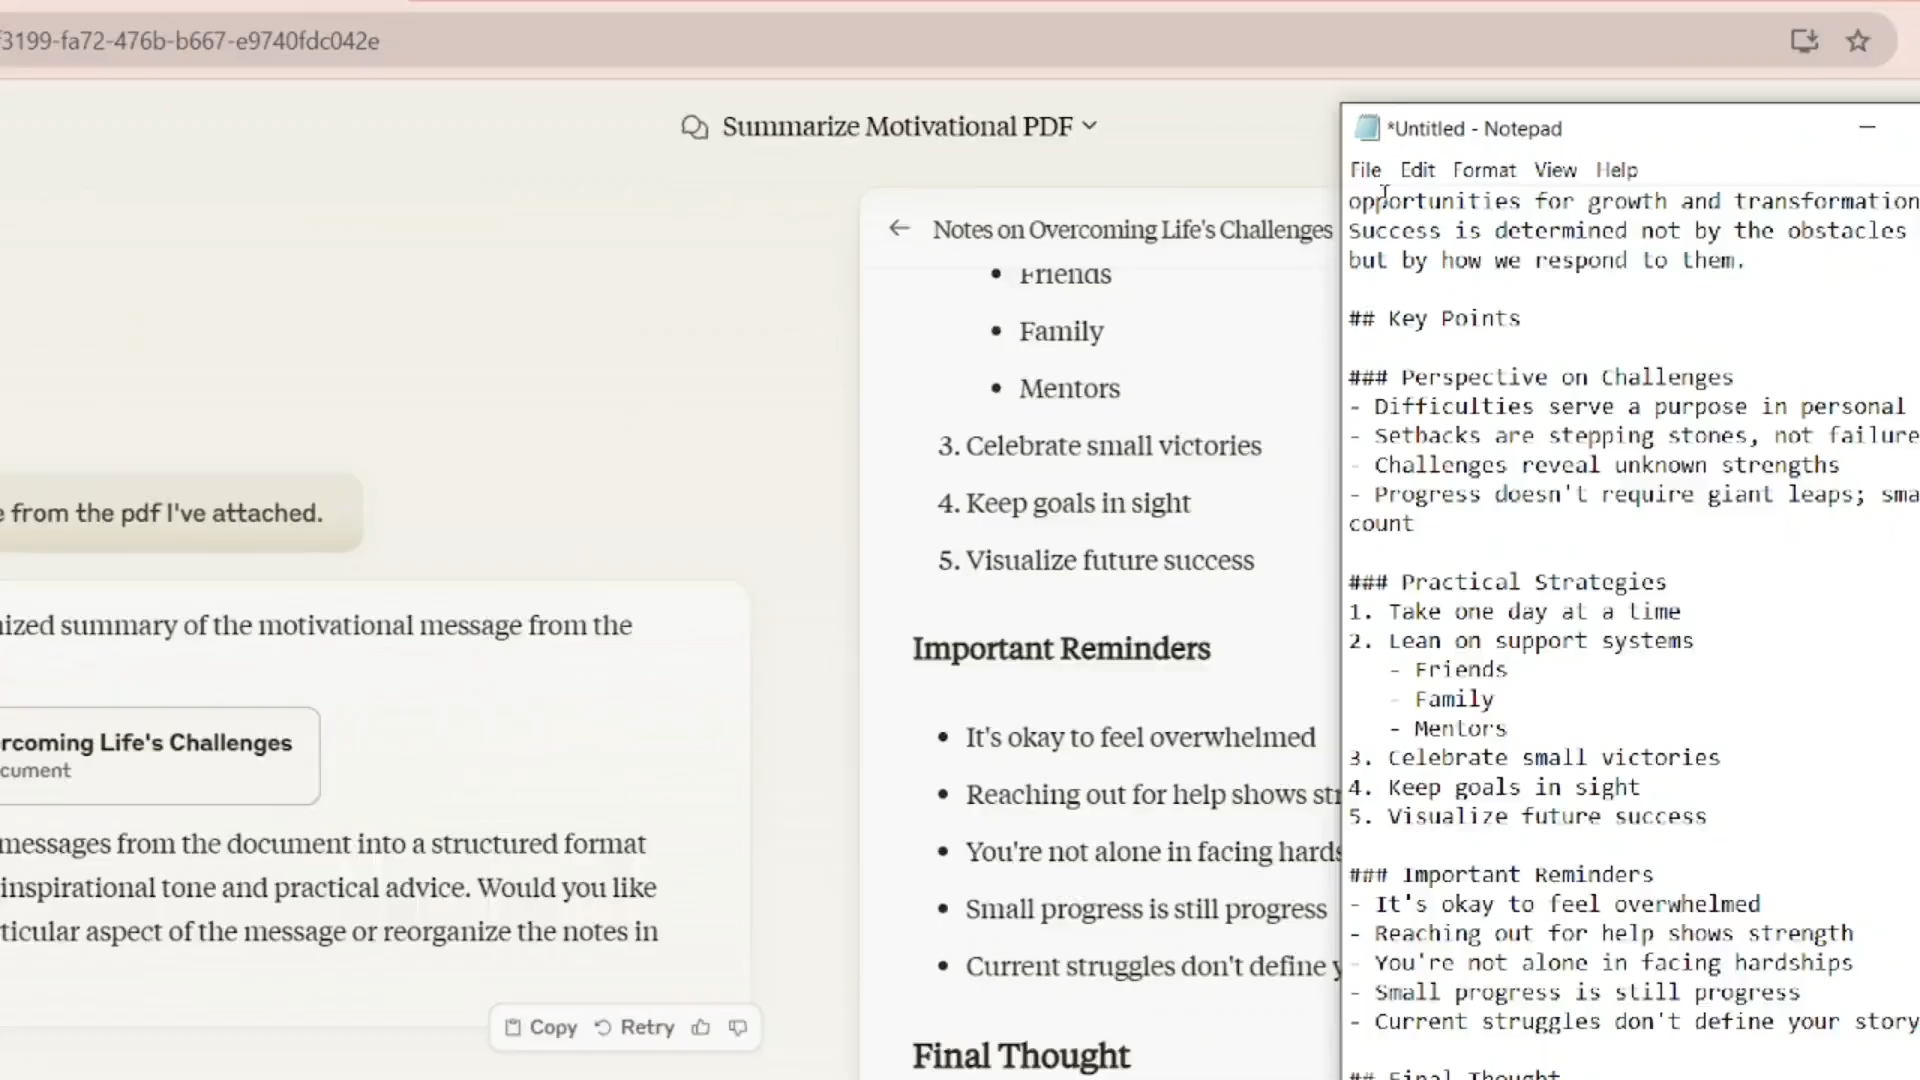 f3199-fa72-476b-b667-e9740fdc042e
Summarize Motivational PDF
e from the pdf I've attached.
nized summary of the motivational message from the
rcoming Life's Challenges
cument
messages from the document into a structured format
inspirational tone and practical advice. Would you like
ticular aspect of the message or reorganize the notes in
Copy Retry
Notes on Overcoming Life's Challenges
• Friends
• Family
• Mentors
3. Celebrate small victories
4. Keep goals in sight
5. Visualize future success
Important Reminders
• It's okay to feel overwhelmed
• Reaching out for help shows str
• You're not alone in facing hards
• Small progress is still progress
• Current struggles don't define y
Final Thought
*Untitled - Notepad
File Edit Format View Help
opportunities for growth and transformation
Success is determined not by the obstacles
but by how we respond to them.
## Key Points
### Perspective on Challenges
- Difficulties serve a purpose in personal
- Setbacks are stepping stones, not failure
- Challenges reveal unknown strengths
- Progress doesn't require giant leaps; sma
count
### Practical Strategies
1. Take one day at a time
2. Lean on support systems
- Friends
- Family
- Mentors
3. Celebrate small victories
4. Keep goals in sight
5. Visualize future success
### Important Reminders
- It's okay to feel overwhelmed
- Reaching out for help shows strength
- You're not alone in facing hardships
- Small progress is still progress
- Current struggles don't define your story
## Final Thought